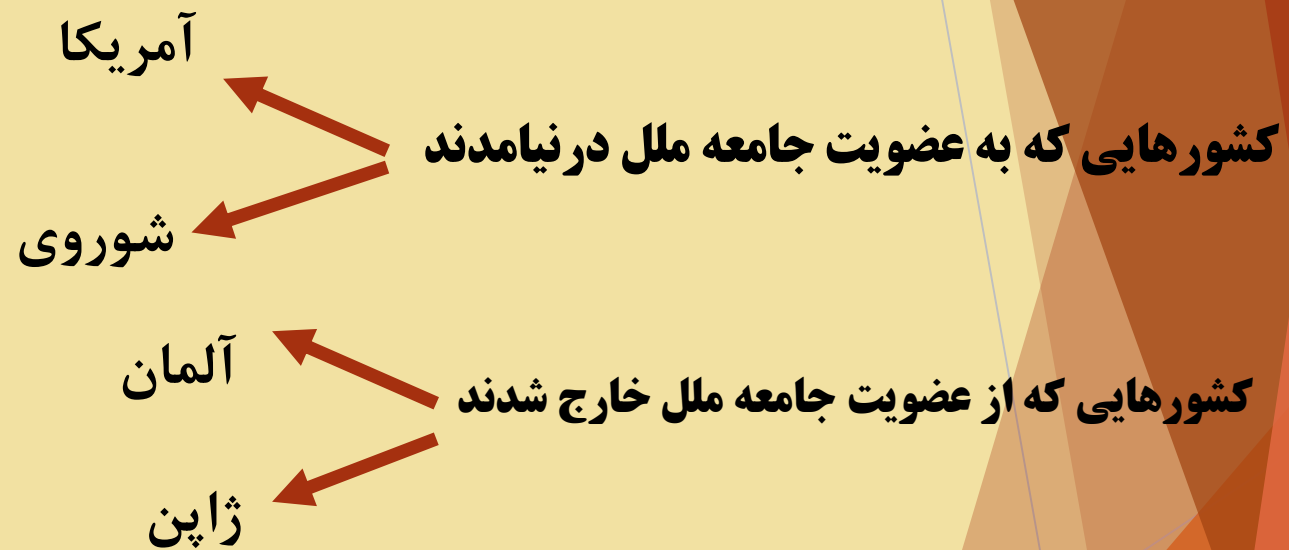 کشورهایی که به عضویت جامعه ملل درنیامدند
آمریکا
شوروی
کشورهایی که از عضویت جامعه ملل خارج شدند
آلمان
ژاپن